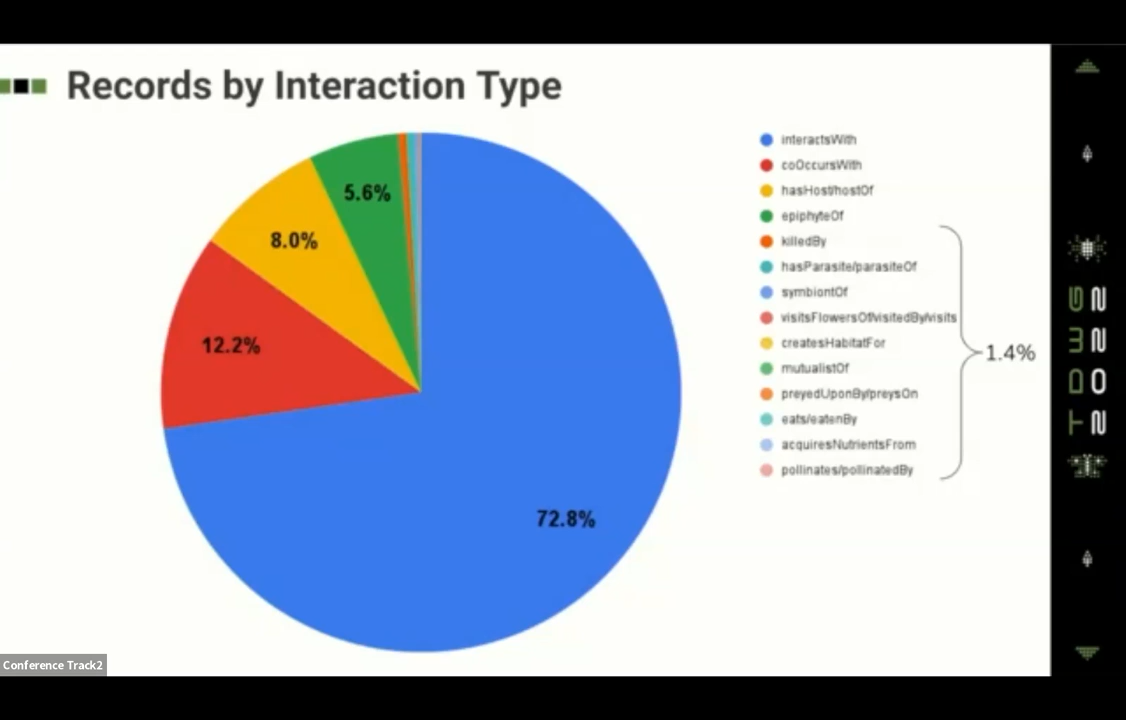 Records by Interaction Type
5.6%
8.0%
12.2%
72.8%
interactsWith
coOccursWith
hasHost/hostOf
epiphyteOf
killedBy
hasParasite/parasiteOf
symbiontOf
visitsFlowersOf/visitedBy/visits
createsHabitatFor
mutualistOf
preyedUponBy/preysOn
eats/eatenBy
acquiresNutrientsFrom
pollinates/pollinatedBy
1.4%
Conference Track2